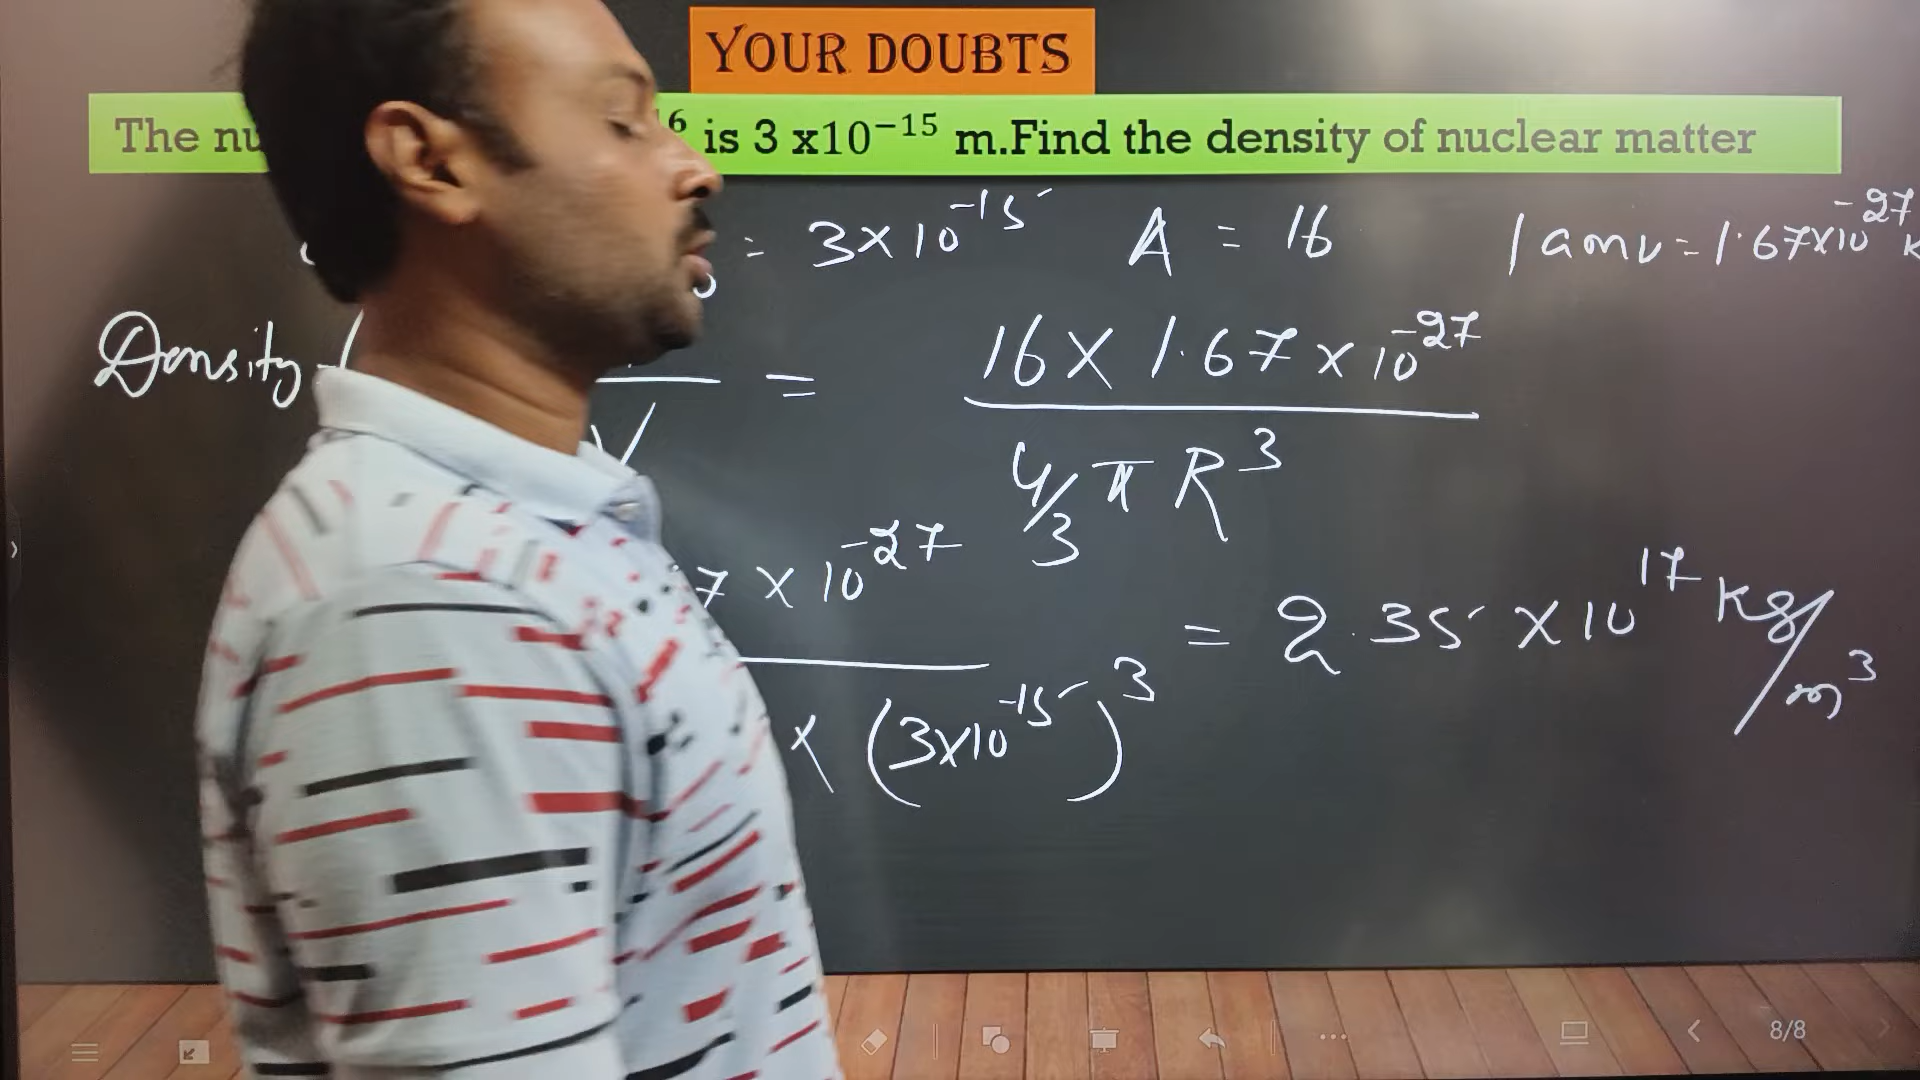 YOUR DOUBTS
The nu 6 is 3 x10⁻¹⁵ m.Find the density of nuclear matter
= 3×10⁻¹⁵ A = 16 1 amu = 1.67×10⁻²⁷ K
Density
V = 16 × 1.67 × 10⁻²⁷
4/3 π R³
7 × 10⁻²⁷
× (3×10⁻¹⁵)³ = 2.35 × 10¹⁷ Kg/m³
8/8